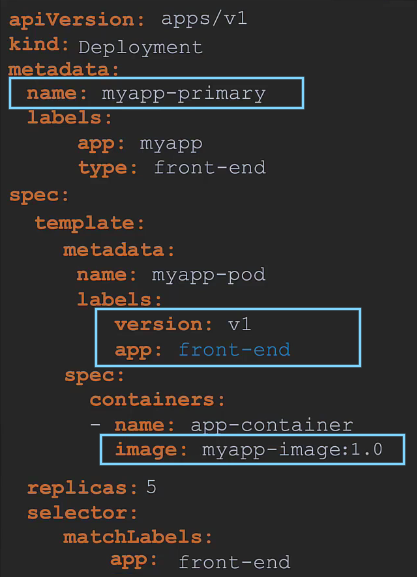 apiVersion: apps/v1
kind: Deployment
metadata:
name: myapp-primary
labels:
app: myapp
type: front-end
spec:
template:
metadata:
name: myapp-pod
labels:
version: v1
app: front-end
spec:
containers:
- name: app-container
image: myapp-image:1.0
replicas: 5
selector:
matchLabels:
app: front-end